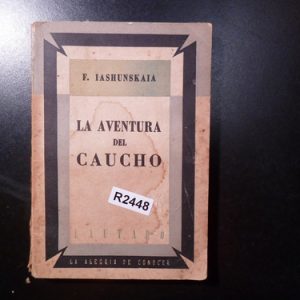 F. IASHUNSKAIA
LA AVENTURA
DEL
CAUCHO
R2448
LAUTARO
LA ALEGRIA DE CONOCER